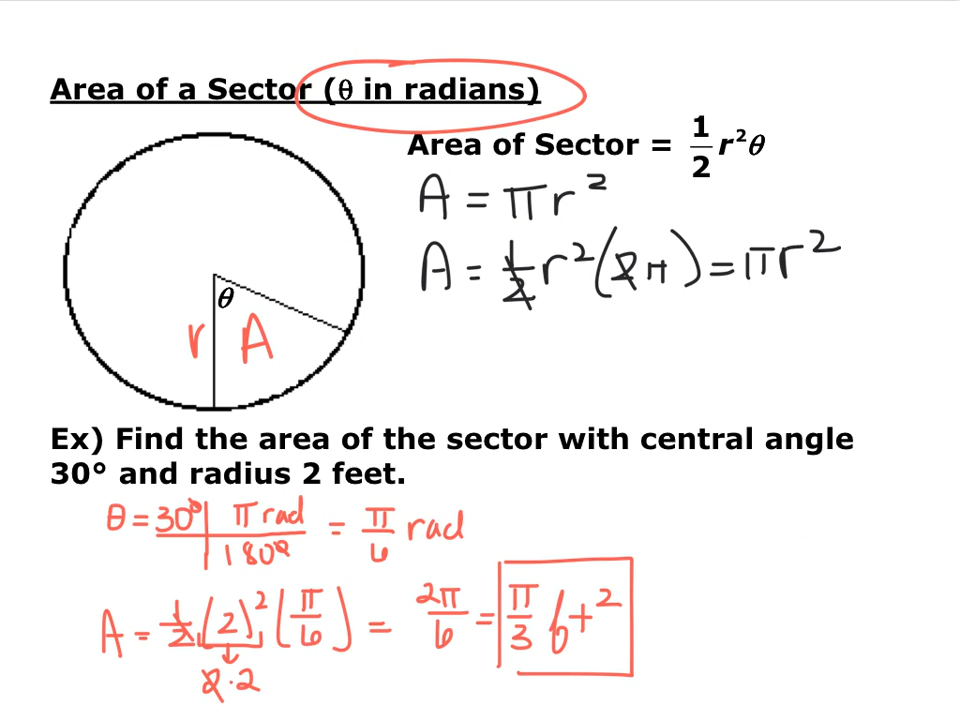 Area of a Sector (θ in radians)
Area of Sector = 1/2 r²θ
A = πr²
A = 1/2 r² (2π) = πr²
θ
r A
Ex) Find the area of the sector with central angle
30° and radius 2 feet.
θ = 30° | π rad / 180° = π/6 rad
A = 1/2 (2)² (π/6) = 2π/6 = π/3 ft²
2·2